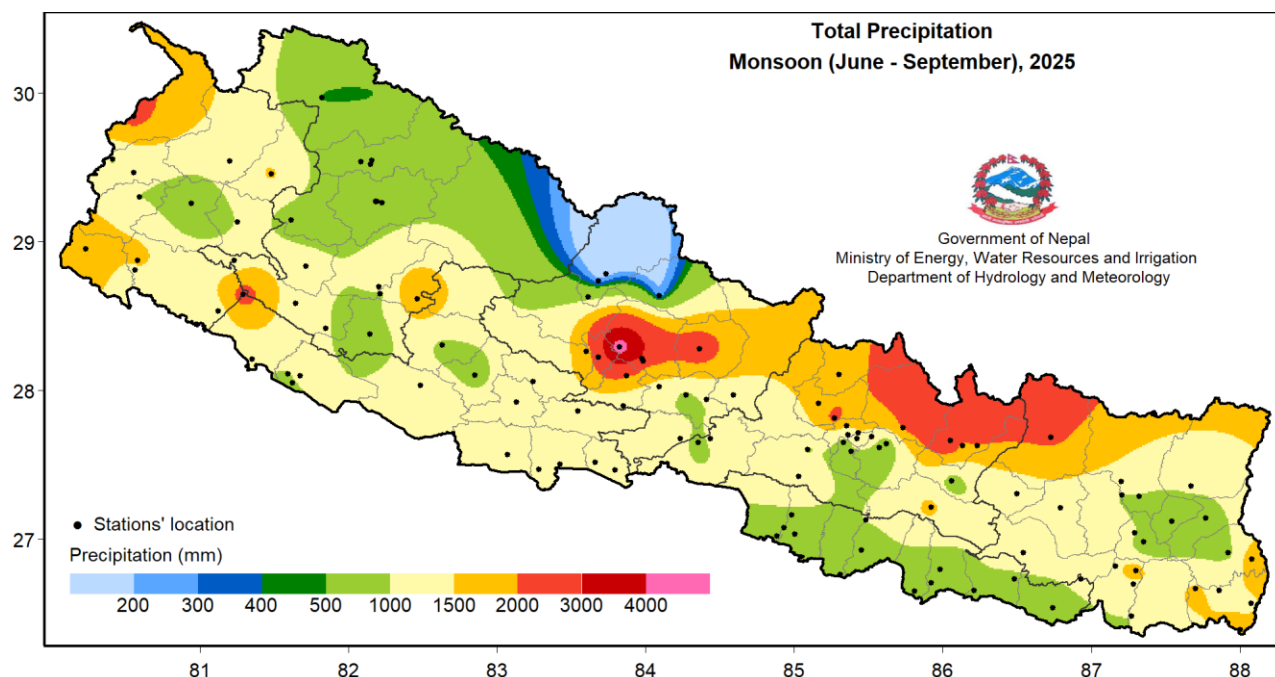 Total Precipitation
Monsoon (June - September), 2025
Government of Nepal
Ministry of Energy, Water Resources and Irrigation
Department of Hydrology and Meteorology
30
29
28
27
Stations' location
Precipitation (mm)
200 300 400 500 1000 1500 2000 3000 4000
81 82 83 84 85 86 87 88